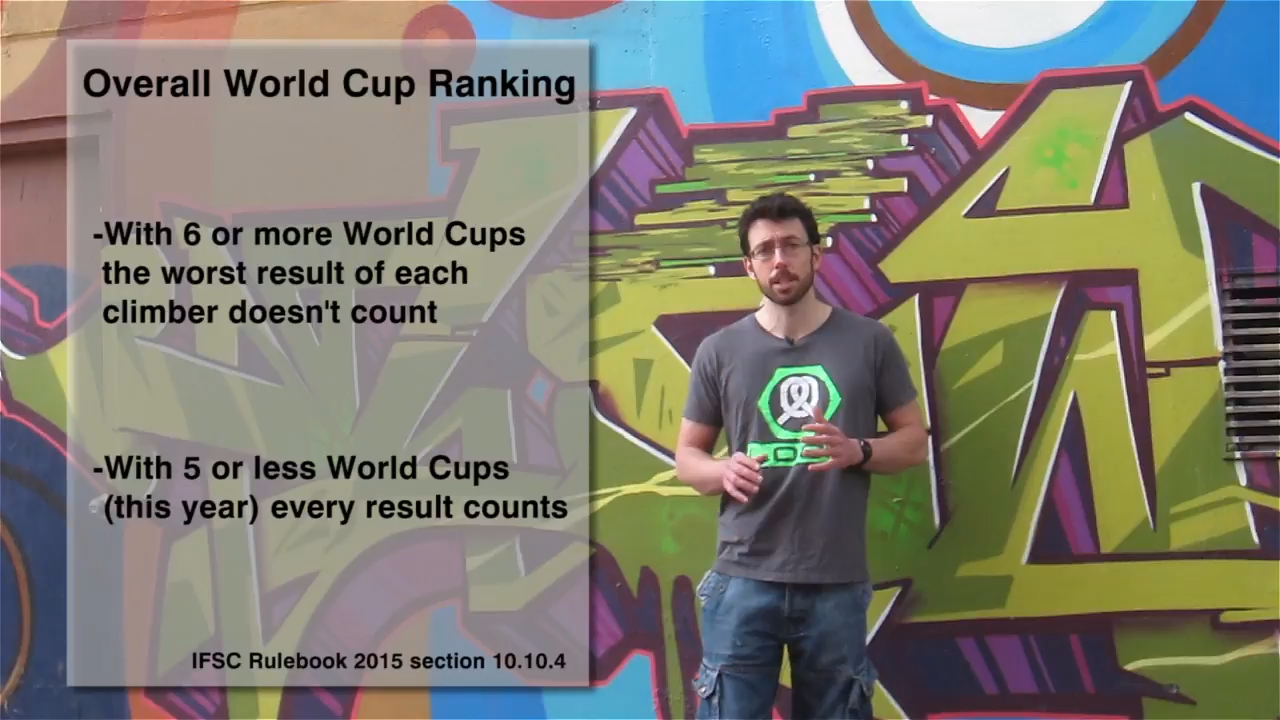 Overall World Cup Ranking
-With 6 or more World Cups
the worst result of each
climber doesn't count
-With 5 or less World Cups
(this year) every result counts
IFSC Rulebook 2015 section 10.10.4